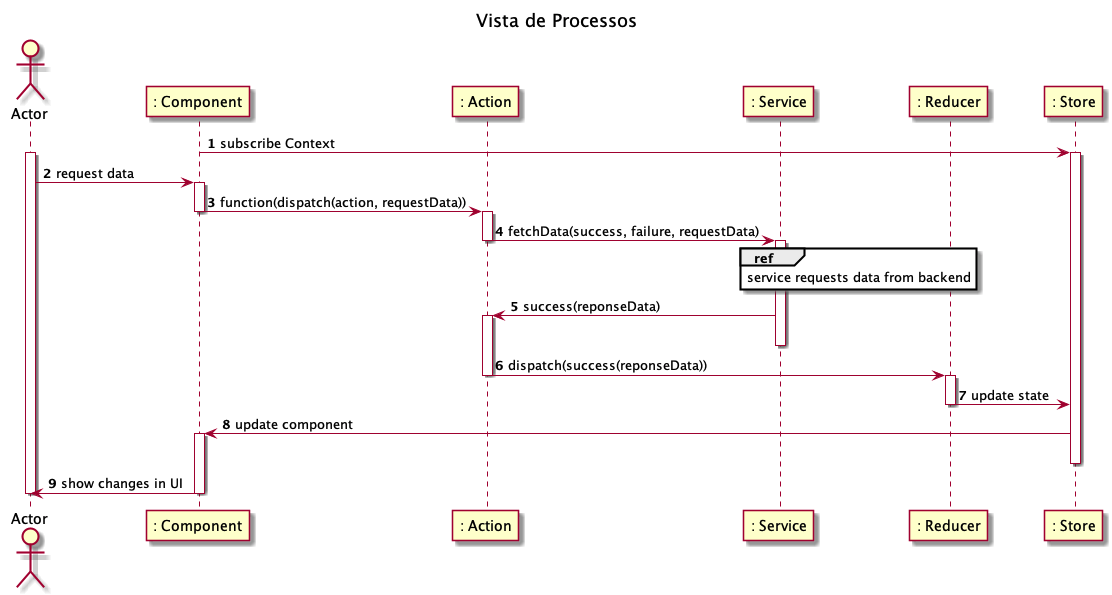 Vista de Processos
Actor
: Component
: Action
: Service
: Reducer
: Store
1 subscribe Context
2 request data
3 function(dispatch(action, requestData))
4 fetchData(success, failure, requestData)
ref
service requests data from backend
5 success(reponseData)
6 dispatch(success(reponseData))
7 update state
8 update component
9 show changes in UI
Actor
: Component
: Action
: Service
: Reducer
: Store